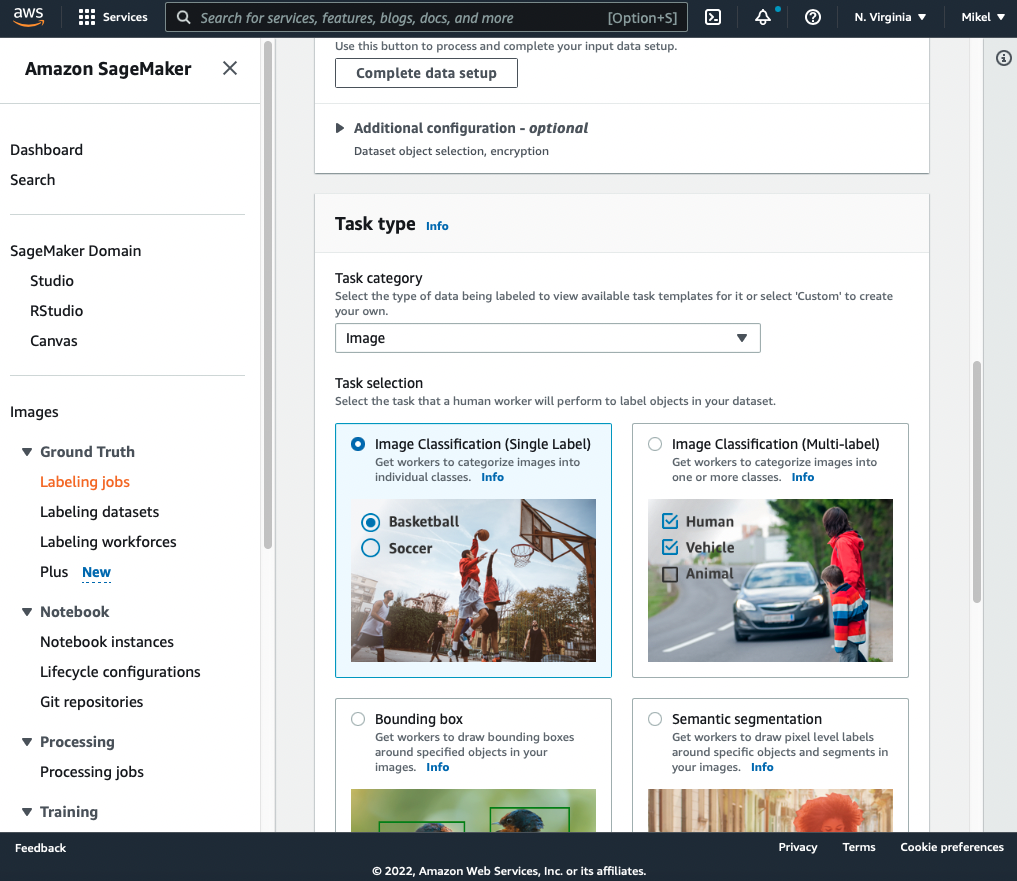 aws
Services
Search for services, features, blogs, docs, and more
[Option+S]
N. Virginia
Mikel
Amazon SageMaker
Dashboard
Search
SageMaker Domain
Studio
RStudio
Canvas
Images
Ground Truth
Labeling jobs
Labeling datasets
Labeling workforces
Plus New
Notebook
Notebook instances
Lifecycle configurations
Git repositories
Processing
Processing jobs
Training
Use this button to process and complete your input data setup.
Complete data setup
Additional configuration - optional
Dataset object selection, encryption
Task type Info
Task category
Select the type of data being labeled to view available task templates for it or select 'Custom' to create
your own.
Image
Task selection
Select the task that a human worker will perform to label objects in your dataset.
Image Classification (Single Label)
Get workers to categorize images into
individual classes. Info
Basketball
Soccer
Image Classification (Multi-label)
Get workers to categorize images into
one or more classes. Info
Human
Vehicle
Animal
Bounding box
Get workers to draw bounding boxes
around specified objects in your
images. Info
Semantic segmentation
Get workers to draw pixel level labels
around specific objects and segments in
your images. Info
Feedback
Privacy
Terms
Cookie preferences
© 2022, Amazon Web Services, Inc. or its affiliates.